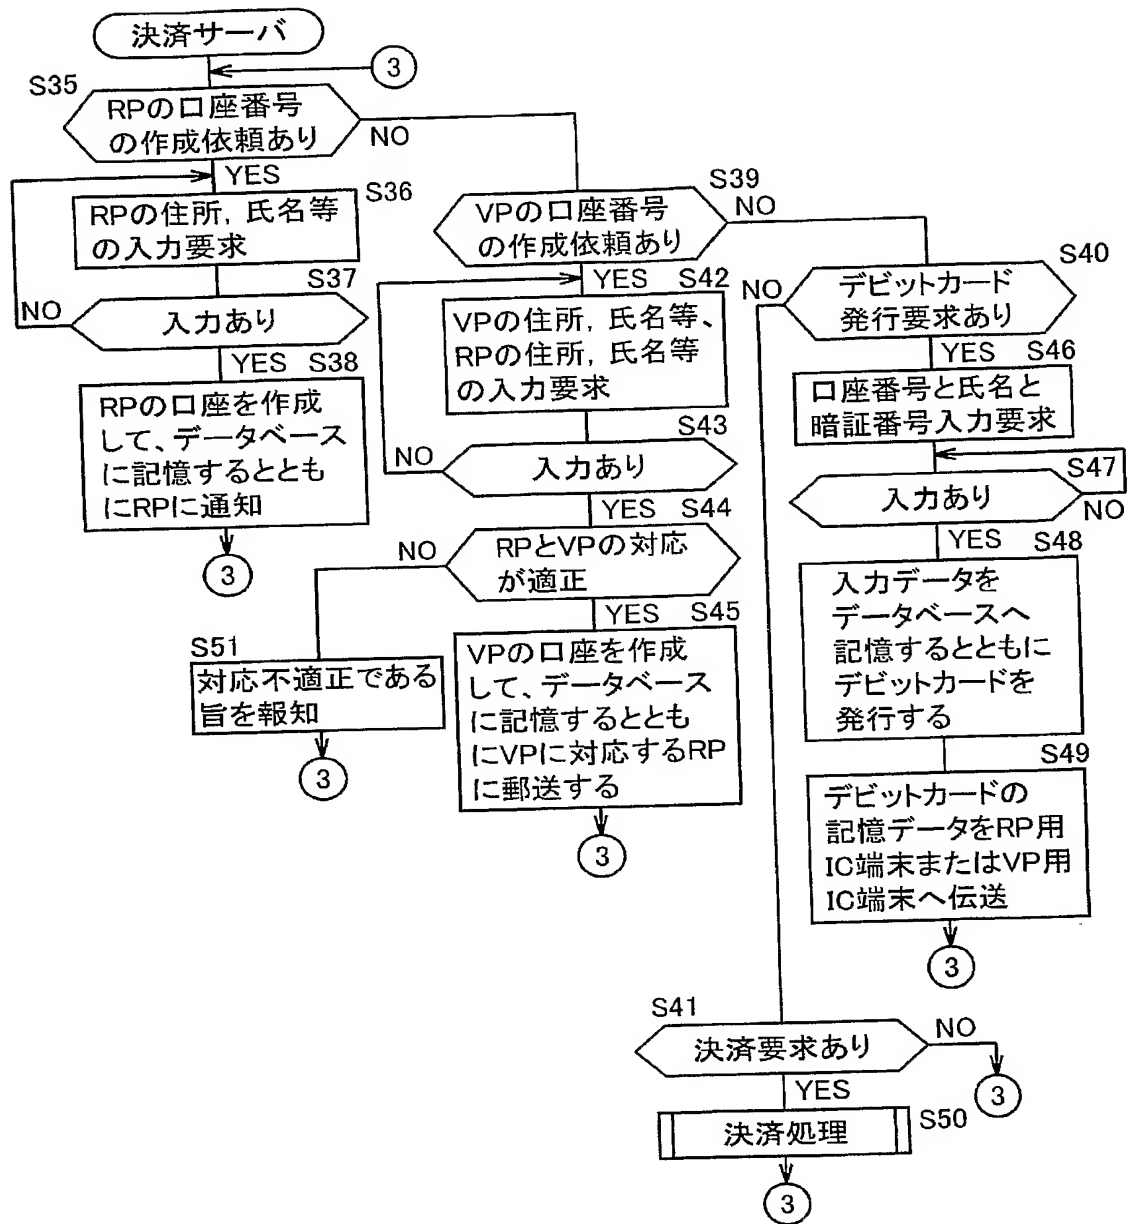 決済サーバ
3
S35
RPの口座番号
の作成依頼あり
NO
YES
S36
RPの住所, 氏名等
の入力要求
S37
NO
入力あり
YES S38
RPの口座を作成
して、データベース
に記憶するととも
にRPに通知
3
S39
VPの口座番号
の作成依頼あり
NO
YES S42
VPの住所, 氏名等、
RPの住所, 氏名等
の入力要求
S43
NO
入力あり
YES S44
NO
RPとVPの対応
が適正
YES S45
S51
対応不適正である
旨を報知
3
VPの口座を作成
して、データベース
に記憶するととも
にVPに対応するRP
に郵送する
3
S40
NO
デビットカード
発行要求あり
YES S46
口座番号と氏名と
暗証番号入力要求
S47
入力あり
NO
YES S48
入力データを
データベースへ
記憶するとともに
デビットカードを
発行する
S49
デビットカードの
記憶データをRP用
IC端末またはVP用
IC端末へ伝送
3
S41
決済要求あり
NO
3
YES
決済処理
S50
3